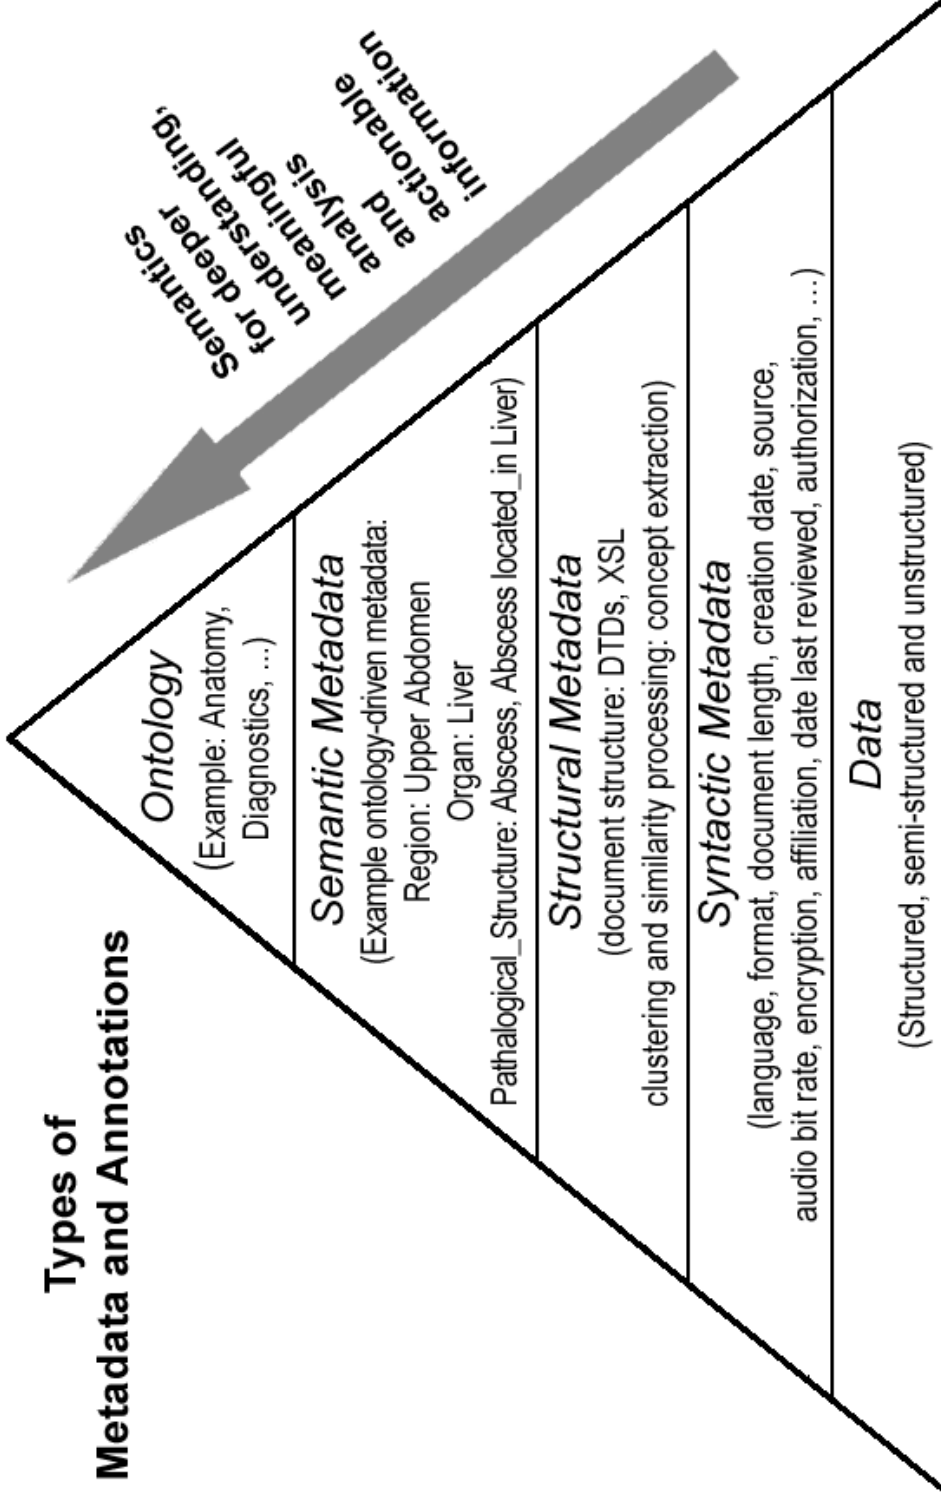 Types of
Metadata and Annotations
Ontology
(Example: Anatomy,
Diagnostics, ...)
Semantic Metadata
(Example ontology-driven metadata:
Region: Upper Abdomen
Organ: Liver
Pathalogical_Structure: Abscess, Abscess located_in Liver)
Structural Metadata
(document structure: DTDs, XSL
clustering and similarity processing: concept extraction)
Syntactic Metadata
(language, format, document length, creation date, source,
audio bit rate, encryption, affiliation, date last reviewed, authorization, ...)
Data
(Structured, semi-structured and unstructured)
Semantics
for deeper
understanding,
meaningful
analysis
and
actionable
information